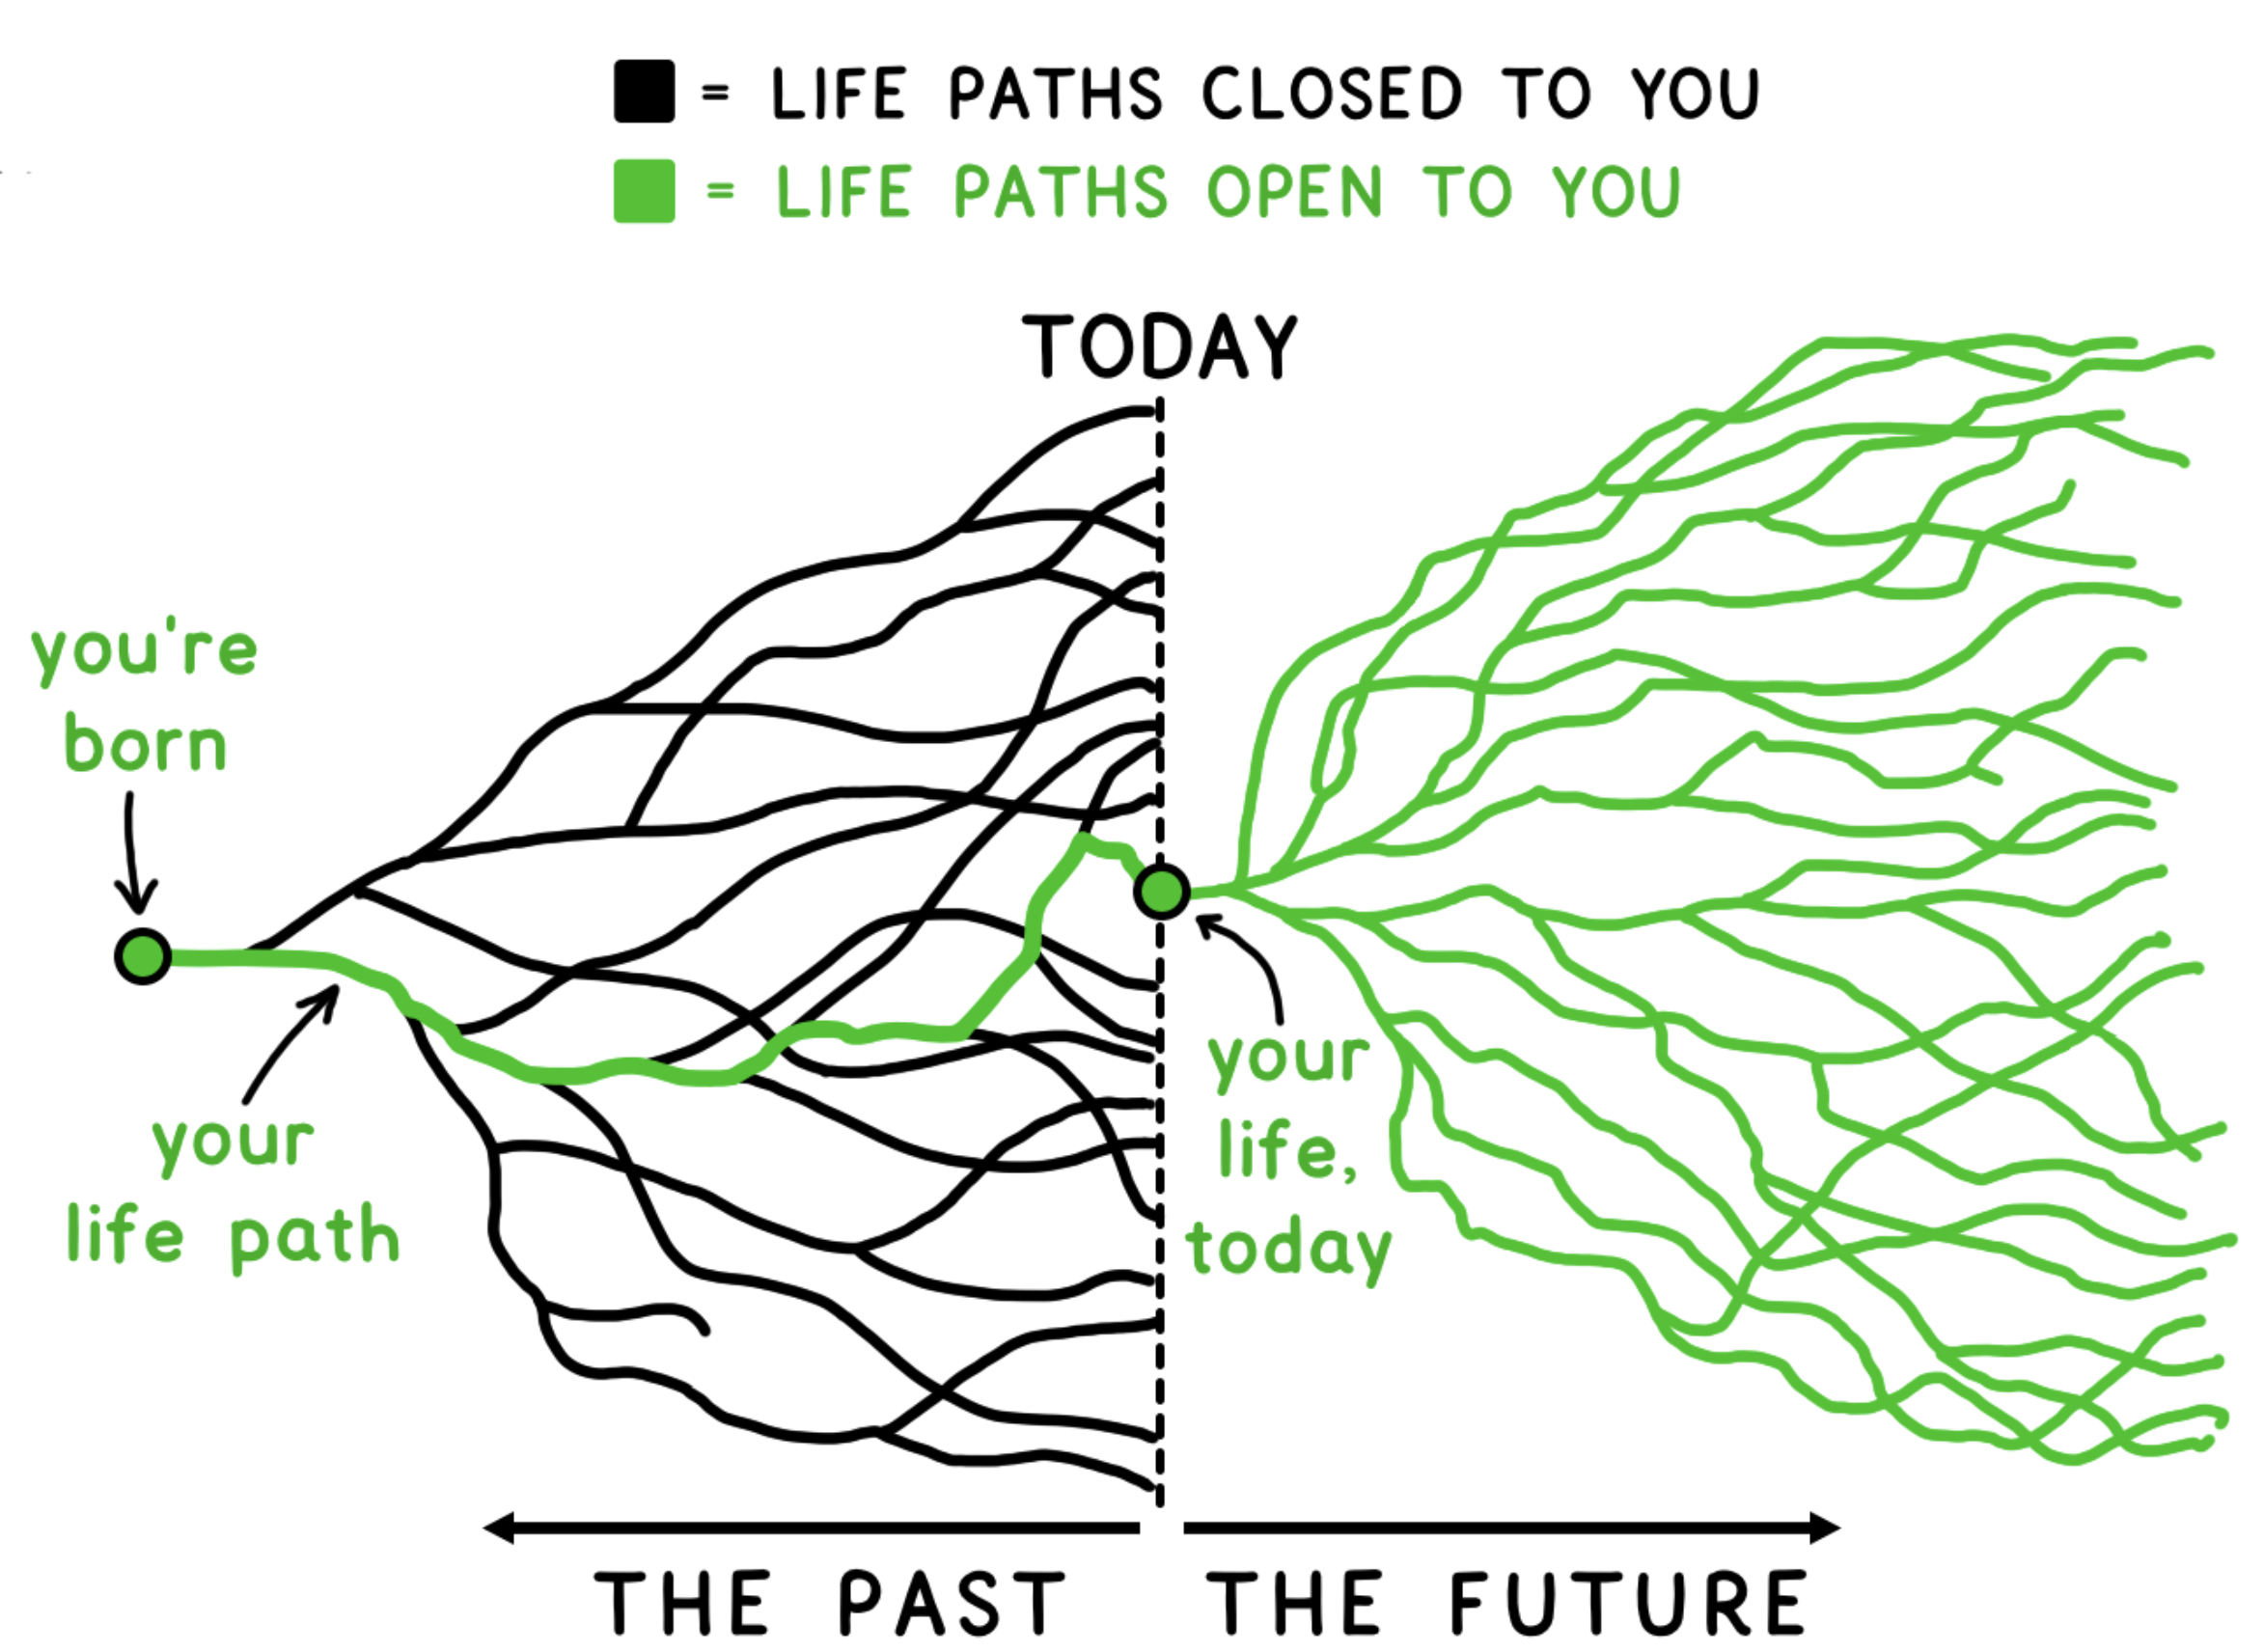 = LIFE PATHS CLOSED TO YOU
= LIFE PATHS OPEN TO YOU
TODAY
you're
born
your
life path
your
life,
today
THE PAST
THE FUTURE